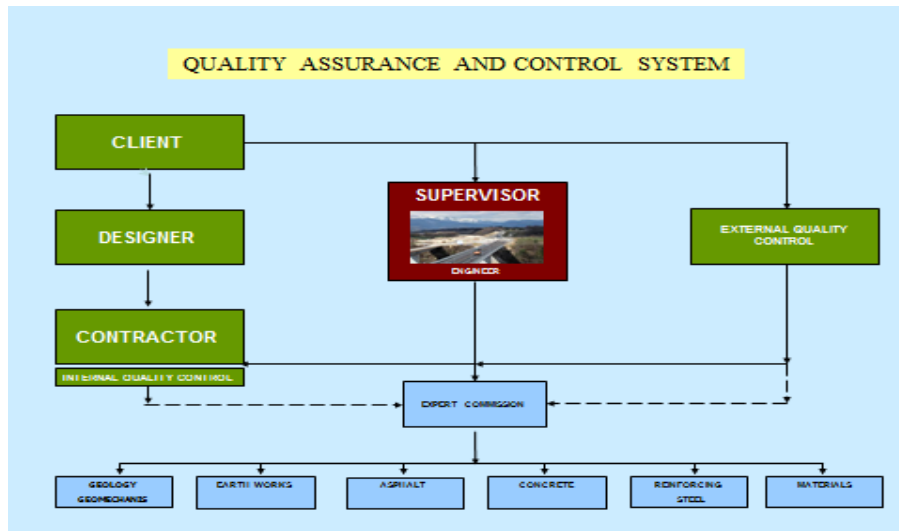 QUALITY ASSURANCE AND CONTROL SYSTEM
CLIENT
SUPERVISOR
ENGINEER
DESIGNER
EXTERNAL QUALITY
CONTROL
CONTRACTOR
INTERNAL QUALITY CONTROL
EXPERT COMMISSION
GEOLOGY
GEOMECHANIS
EARTH WORKS
ASPHALT
CONCRETE
REINFORCING
STEEL
MATERIALS